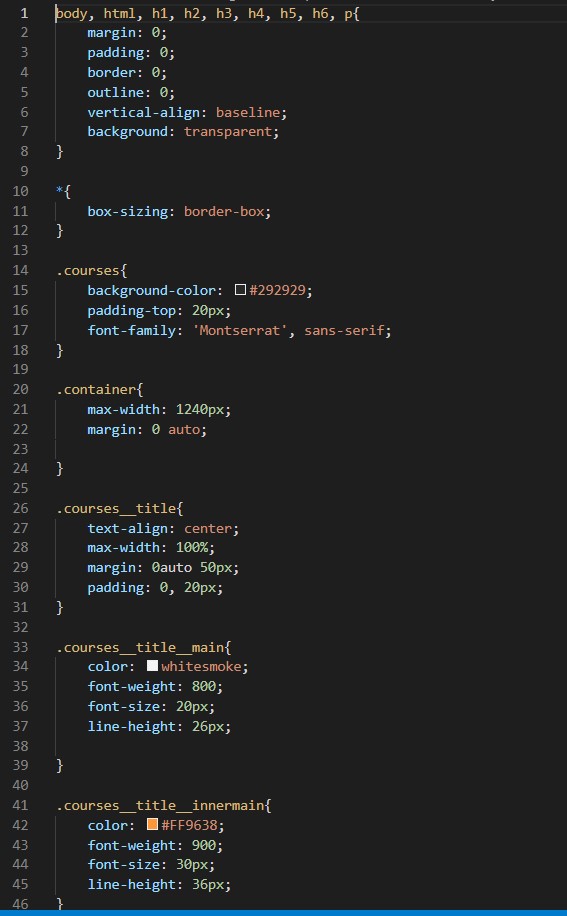 1 body, html, h1, h2, h3, h4, h5, h6, p{
2     margin: 0;
3     padding: 0;
4     border: 0;
5     outline: 0;
6     vertical-align: baseline;
7     background: transparent;
8 }
9
10 *{
11     box-sizing: border-box;
12 }
13
14 .courses{
15     background-color: #292929;
16     padding-top: 20px;
17     font-family: 'Montserrat', sans-serif;
18 }
19
20 .container{
21     max-width: 1240px;
22     margin: 0 auto;
23
24 }
25
26 .courses__title{
27     text-align: center;
28     max-width: 100%;
29     margin: 0auto 50px;
30     padding: 0, 20px;
31 }
32
33 .courses__title__main{
34     color: whitesmoke;
35     font-weight: 800;
36     font-size: 20px;
37     line-height: 26px;
38
39 }
40
41 .courses__title__innermain{
42     color: #FF9638;
43     font-weight: 900;
44     font-size: 30px;
45     line-height: 36px;
46 }